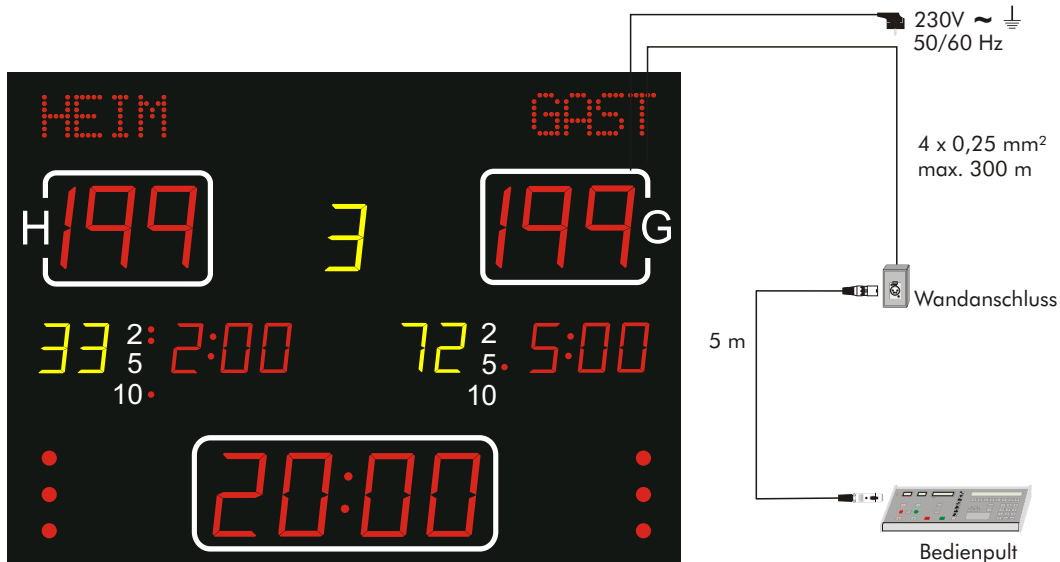 HEIM
GAST
230V ~
50/60 Hz
4 x 0,25 mm²
max. 300 m
H 199
3
199 G
Wandanschluss
33
2:
5
10.
2:00
72
2
5.
10
5:00
5 m
20:00
Bedienpult